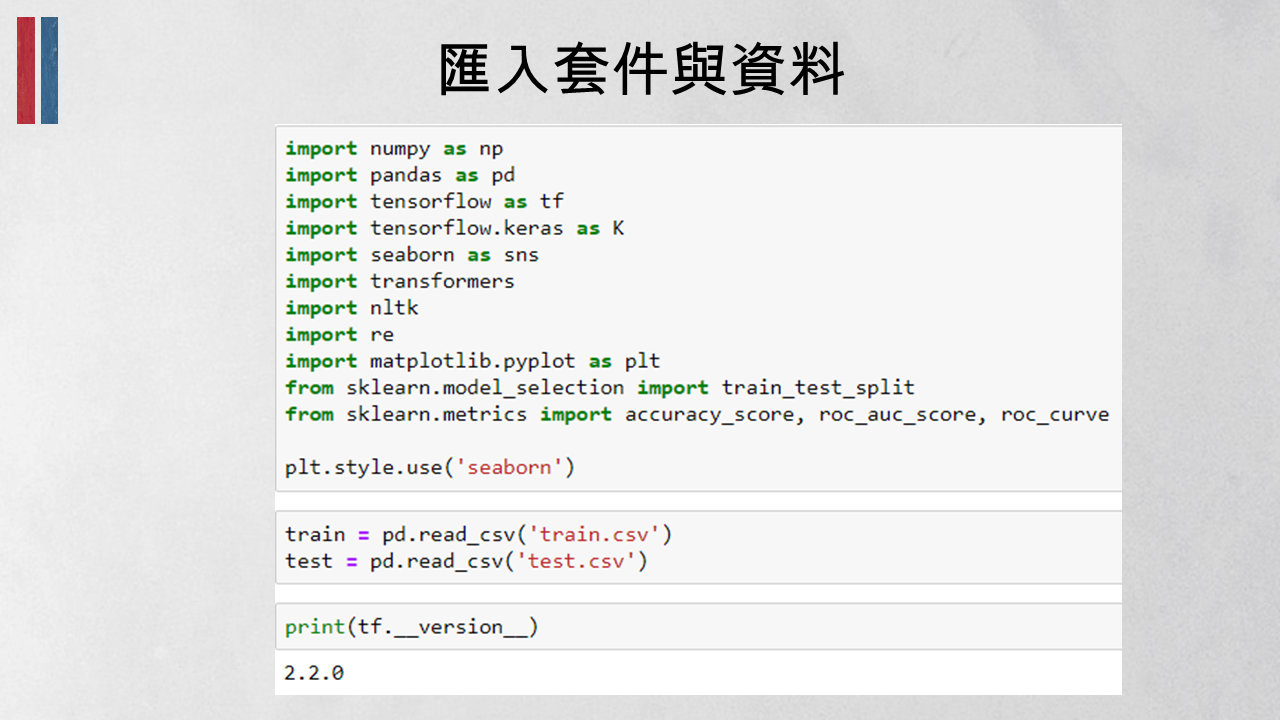 匯入套件與資料
import numpy as np
import pandas as pd
import tensorflow as tf
import tensorflow.keras as K
import seaborn as sns
import transformers
import nltk
import re
import matplotlib.pyplot as plt
from sklearn.model_selection import train_test_split
from sklearn.metrics import accuracy_score, roc_auc_score, roc_curve
plt.style.use('seaborn')
train = pd.read_csv('train.csv')
test = pd.read_csv('test.csv')
print(tf.__version__)
2.2.0